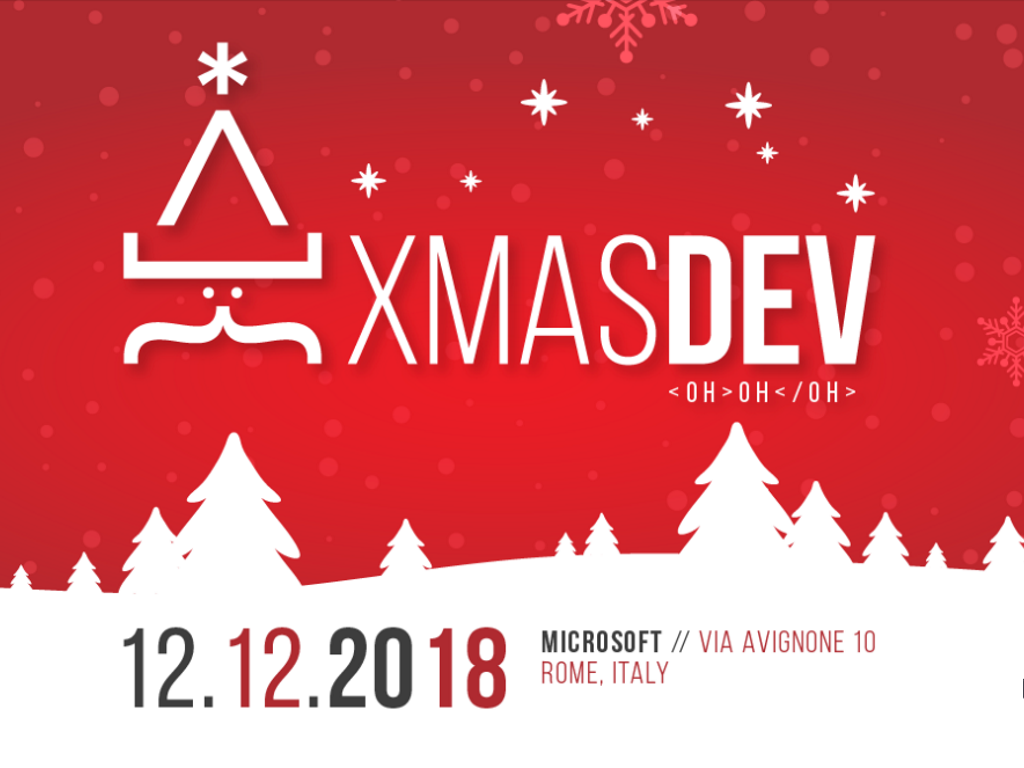 XMASDEV
<OH>OH</OH>
12.12.2018
MICROSOFT // VIA AVIGNONE 10
ROME, ITALY